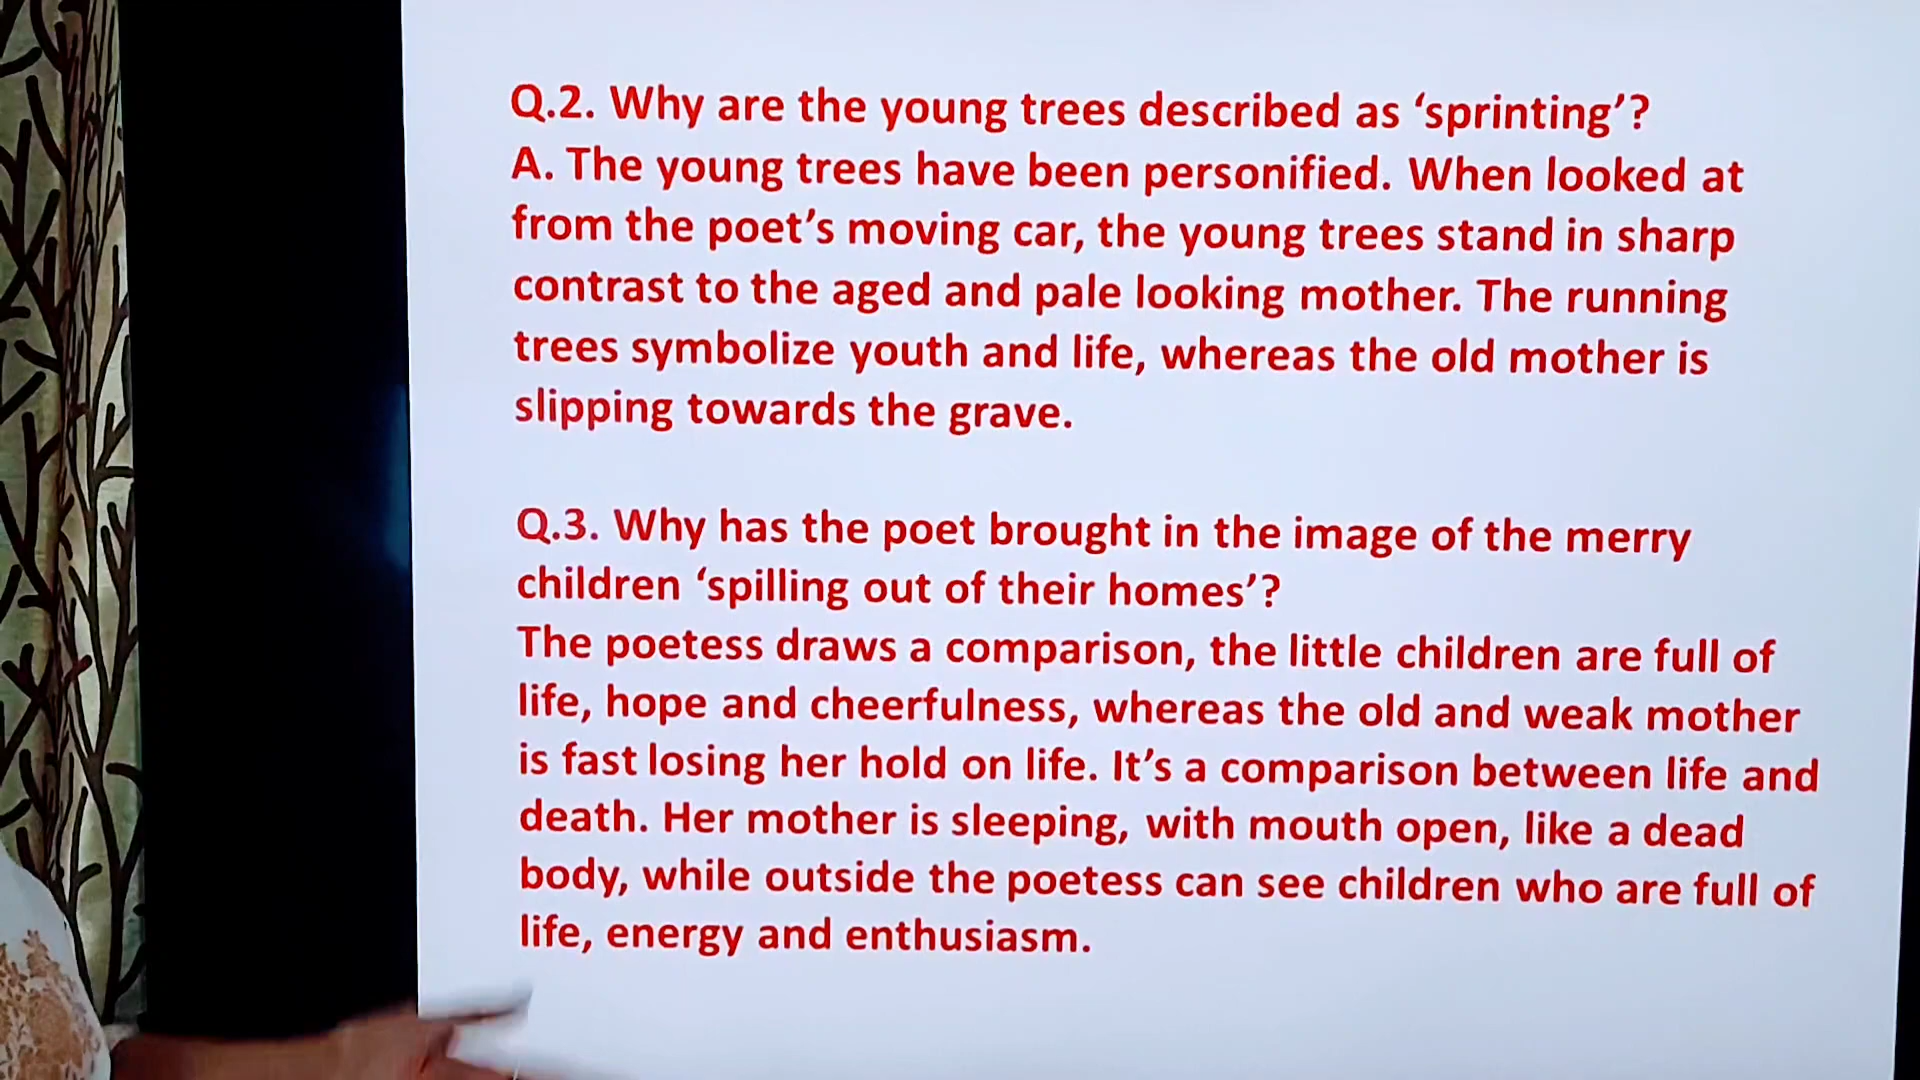 Q.2. Why are the young trees described as ‘sprinting’?
A. The young trees have been personified. When looked at
from the poet’s moving car, the young trees stand in sharp
contrast to the aged and pale looking mother. The running
trees symbolize youth and life, whereas the old mother is
slipping towards the grave.
Q.3. Why has the poet brought in the image of the merry
children ‘spilling out of their homes’?
The poetess draws a comparison, the little children are full of
life, hope and cheerfulness, whereas the old and weak mother
is fast losing her hold on life. It’s a comparison between life and
death. Her mother is sleeping, with mouth open, like a dead
body, while outside the poetess can see children who are full of
life, energy and enthusiasm.